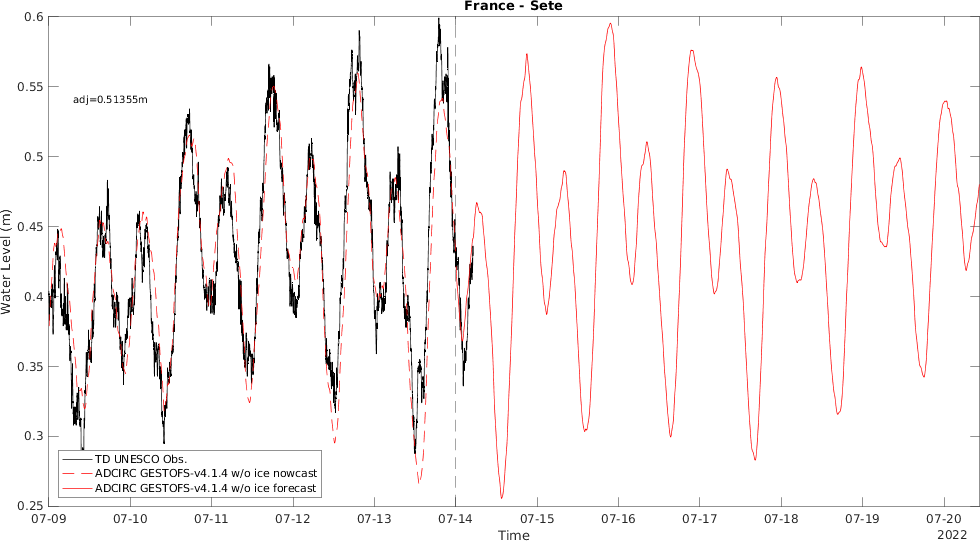 France - Sete
0.6
0.55
0.5
0.45
0.4
0.35
0.3
0.25
Water Level (m)
adj=0.51355m
TD UNESCO Obs.
ADCIRC GESTOFS-v4.1.4 w/o ice nowcast
ADCIRC GESTOFS-v4.1.4 w/o ice forecast
07-09 07-10 07-11 07-12 07-13 07-14 07-15 07-16 07-17 07-18 07-19 07-20
Time
2022